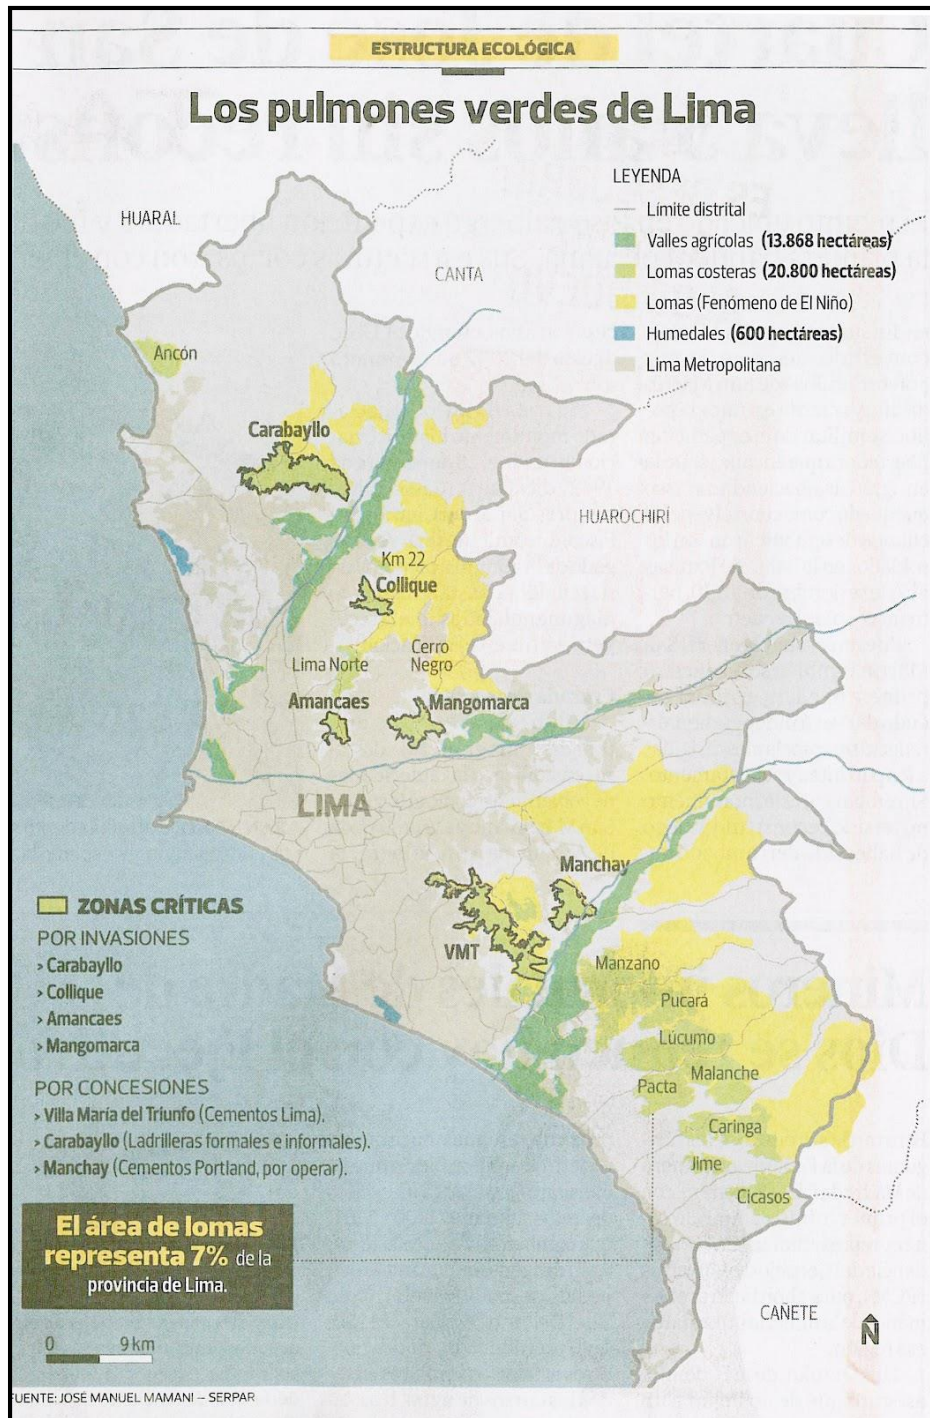 ESTRUCTURA ECOLÓGICA
Los pulmones verdes de Lima
LEYENDA
Límite distrital
Valles agrícolas (13.868 hectáreas)
Lomas costeras (20.800 hectáreas)
Lomas (Fenómeno de El Niño)
Humedales (600 hectáreas)
Lima Metropolitana
HUARAL
CANTA
Ancón
Carabayllo
HUAROCHIRÍ
Km 22
Collique
Lima Norte
Cerro
Negro
Amancaes
Mangomarca
LIMA
Manchay
VMT
Manzano
Pucará
Lúcumo
Malanche
Pacta
Caringa
Jime
Cicasos
CAÑETE
N
ZONAS CRÍTICAS
POR INVASIONES
> Carabayllo
> Collique
> Amancaes
> Mangomarca
POR CONCESIONES
> Villa María del Triunfo (Cementos Lima).
> Carabayllo (Ladrilleras formales e informales).
> Manchay (Cementos Portland, por operar).
El área de lomas
representa 7% de la
provincia de Lima.
0 9 km
FUENTE: JOSÉ MANUEL MAMANI – SERPAR